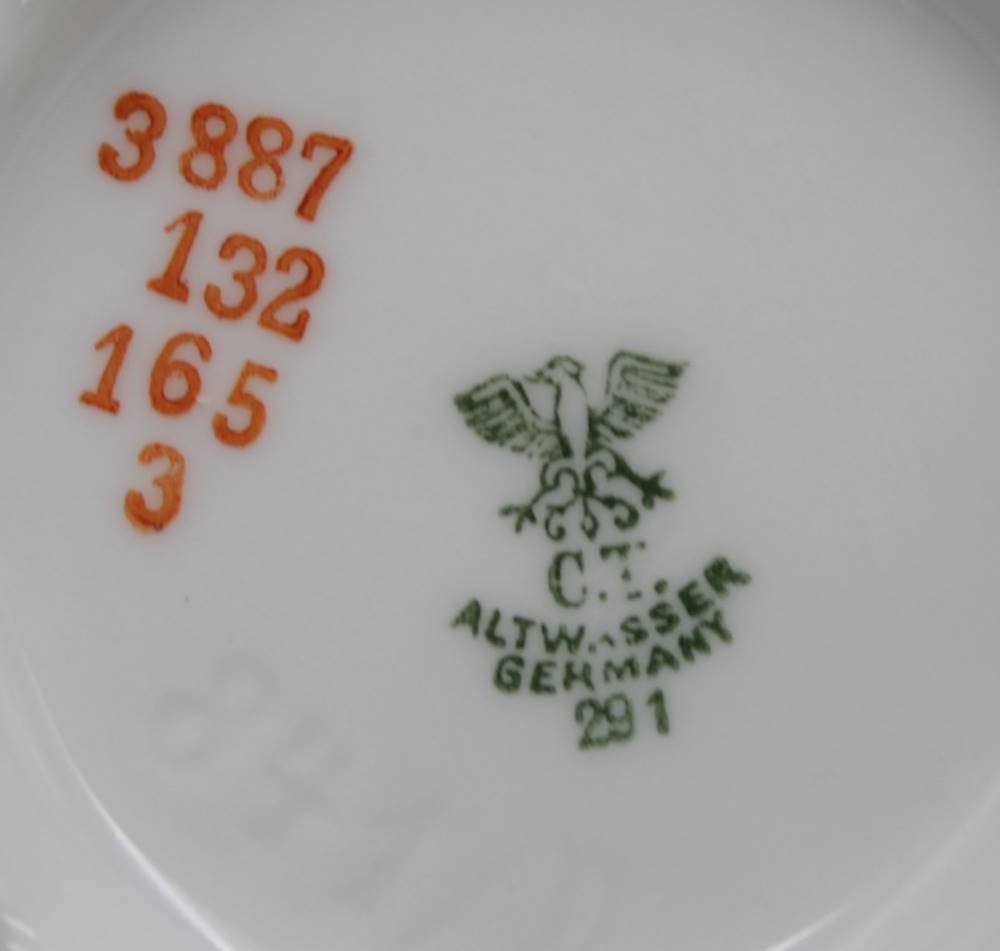 3887
132
165
3
C.T.
ALTWASSER
GERMANY
291